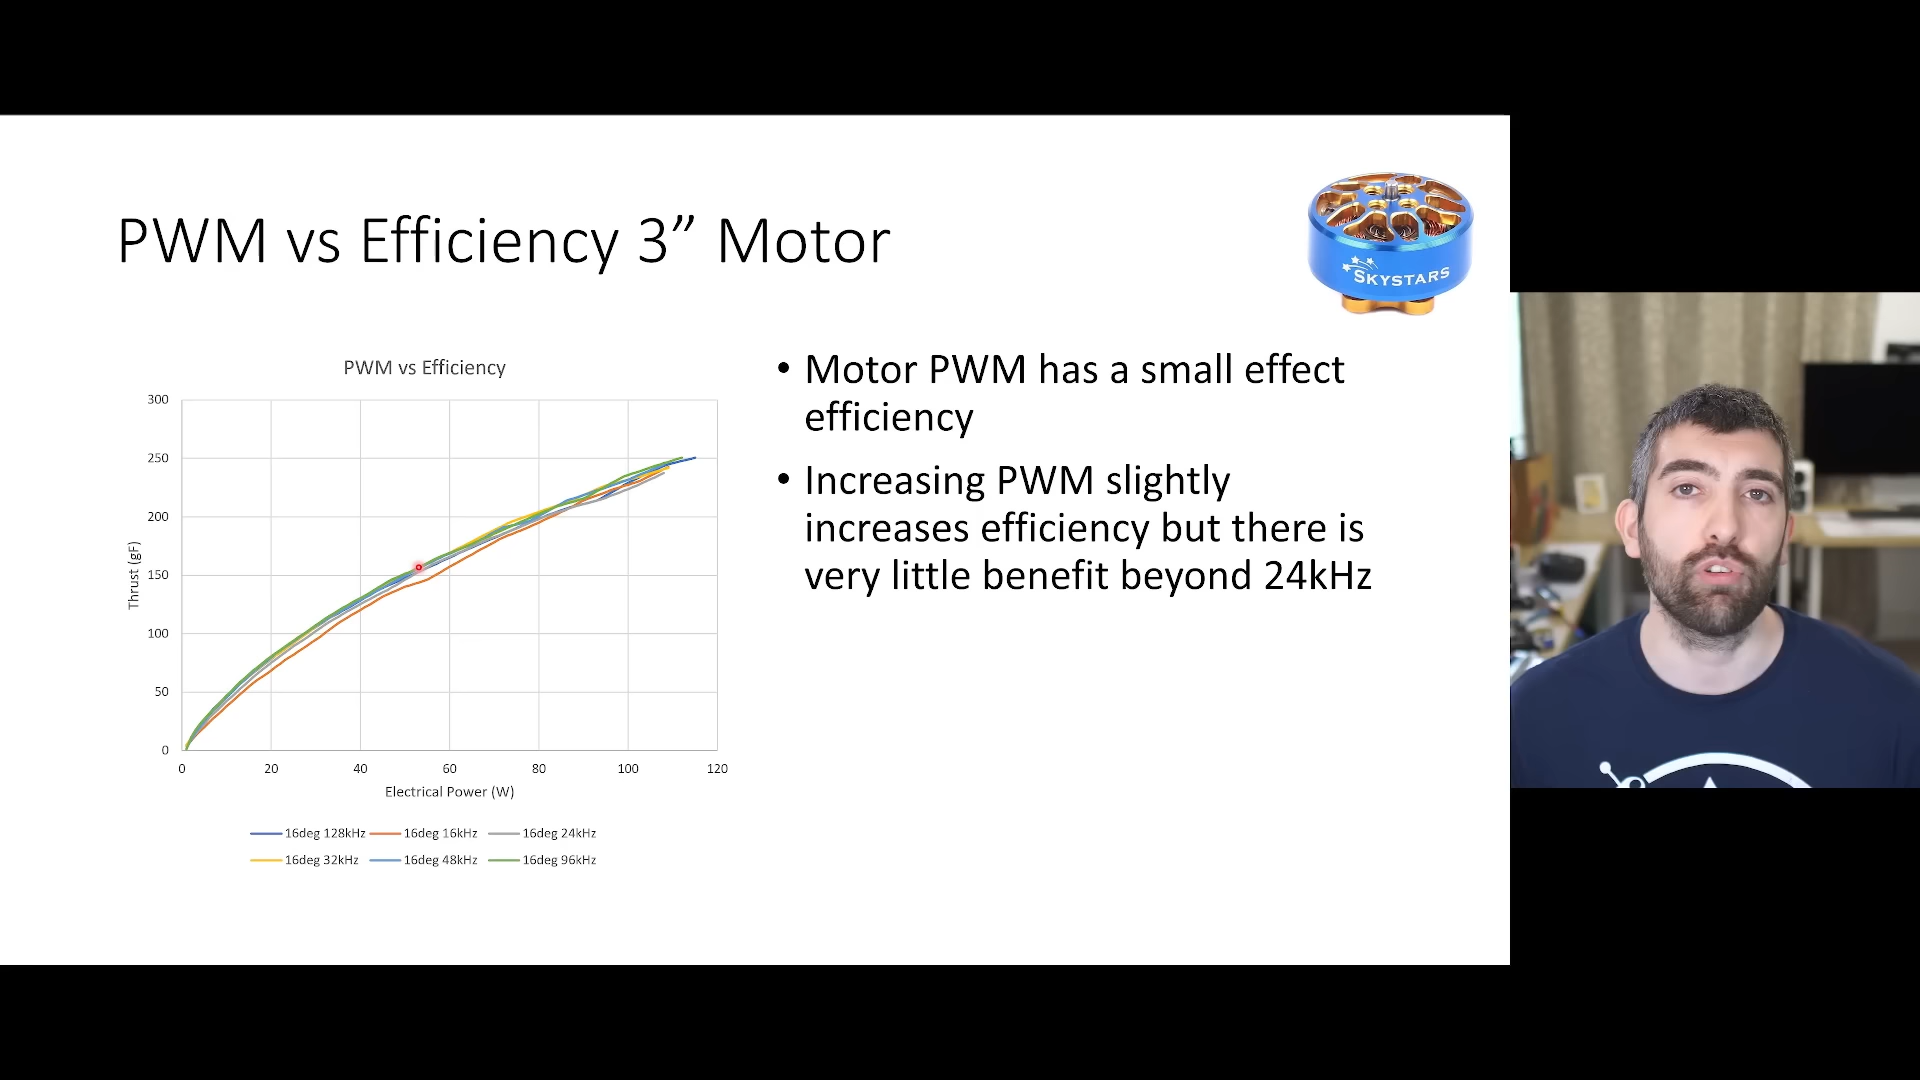 PWM vs Efficiency 3” Motor
SKYSTARS
PWM vs Efficiency
300
250
200
150
100
50
0
Thrust (gF)
0 20 40 60 80 100 120
Electrical Power (W)
16deg 128kHz 16deg 16kHz 16deg 24kHz
16deg 32kHz 16deg 48kHz 16deg 96kHz
• Motor PWM has a small effect
efficiency
• Increasing PWM slightly
increases efficiency but there is
very little benefit beyond 24kHz